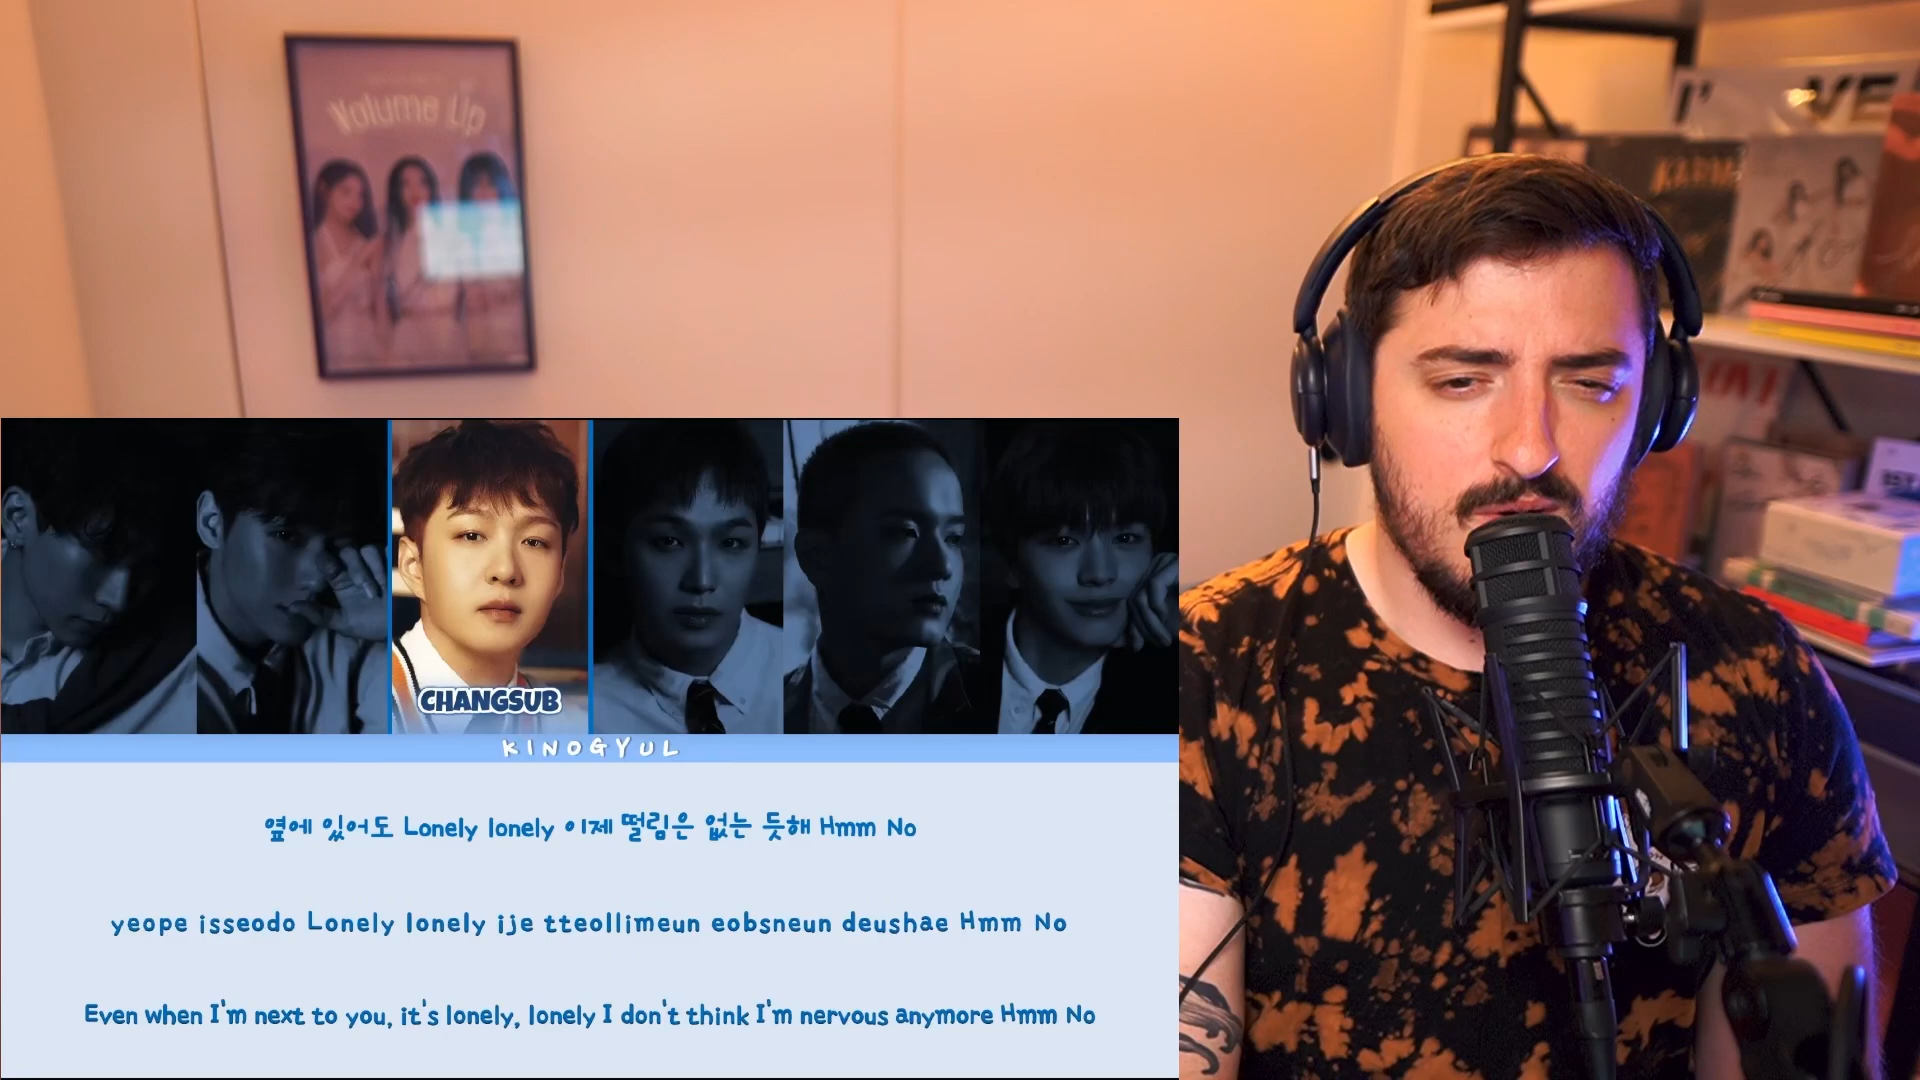 Volume Up
I'VE
KARMA
CHANGSUB
KINOGYUL
옆에 있어도 Lonely lonely 이제 떨림은 없는 듯해 Hmm No
yeope isseodo Lonely lonely ije tteollimeun eobsneun deushae Hmm No
Even when I'm next to you, it's lonely, lonely I don't think I'm nervous anymore Hmm No